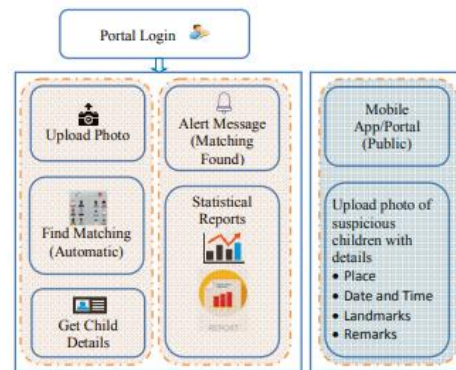 Portal Login
Upload Photo
Find Matching
(Automatic)
Get Child
Details
Alert Message
(Matching
Found)
Statistical
Reports
REPORT
Mobile
App/Portal
(Public)
Upload photo of
suspicious
children with
details
• Place
• Date and Time
• Landmarks
• Remarks